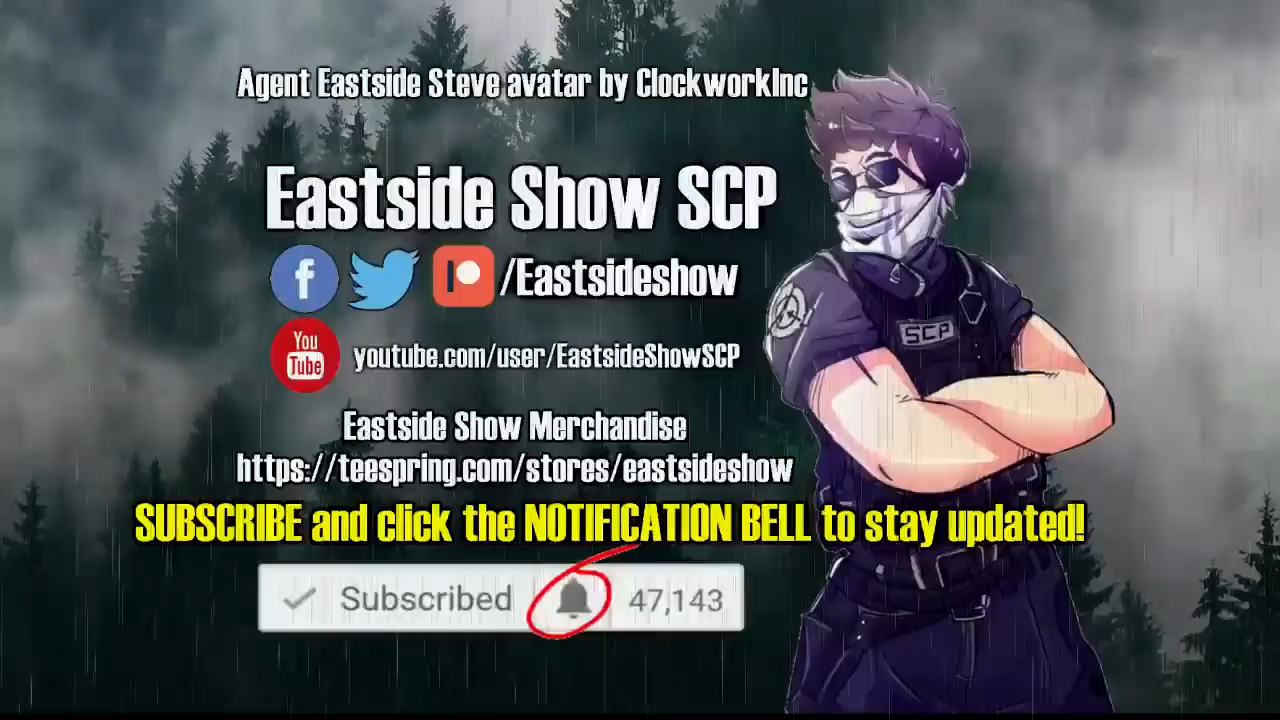 Agent Eastside Steve avatar by ClockworkInc
Eastside Show SCP
/Eastsideshow
You
Tube
youtube.com/user/EastsideShowSCP
SCP
Eastside Show Merchandise
https://teespring.com/stores/eastsideshow
SUBSCRIBE and click the NOTIFICATION BELL to stay updated!
Subscribed 47,143